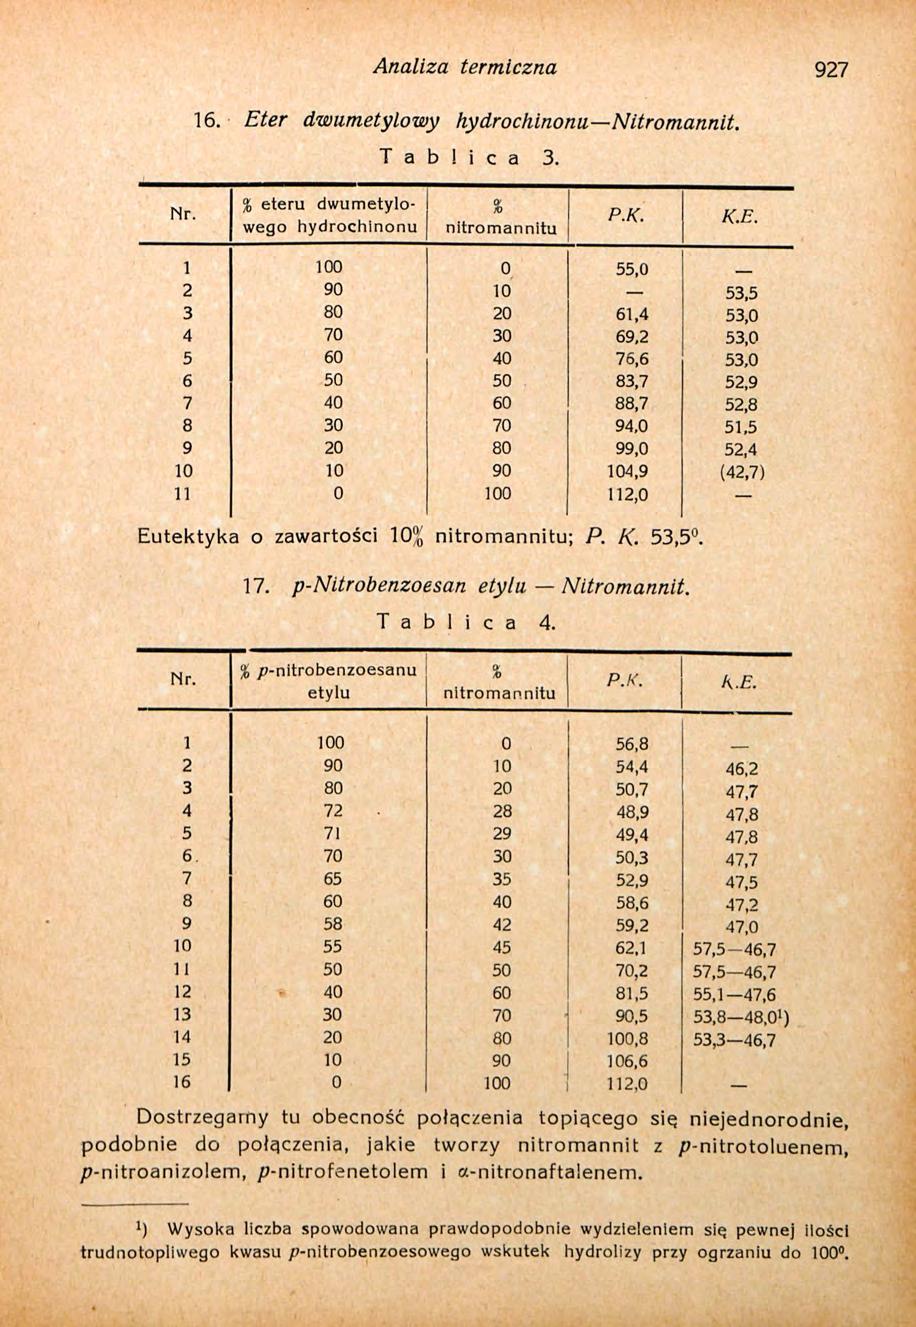 Analiza termiczna 927
16. Eter dwumetylowy hydrochinonu—Nitromannit.
Tablica 3.
Nr. % eteru dwumetylo- % P.K. K.E.
wego hydrochinonu nitromannitu
1 100 0 55,0 —
2 90 10 — 53,5
3 80 20 61,4 53,0
4 70 30 69,2 53,0
5 60 40 76,6 53,0
6 50 50 83,7 52,9
7 40 60 88,7 52,8
8 30 70 94,0 51,5
9 20 80 99,0 52,4
10 10 90 104,9 (42,7)
11 0 100 112,0 —
Eutektyka o zawartości 10% nitromannitu; P. K. 53,5⁰.
17. p-Nitrobenzoesan etylu — Nitromannit.
Tablica 4.
Nr. % p-nitrobenzoesanu % P.K. K.E.
etylu nitromannitu
1 100 0 56,8 —
2 90 10 54,4 46,2
3 80 20 50,7 47,7
4 72 28 48,9 47,8
5 71 29 49,4 47,8
6. 70 30 50,3 47,7
7 65 35 52,9 47,5
8 60 40 58,6 47,2
9 58 42 59,2 47,0
10 55 45 62,1 57,5—46,7
11 50 50 70,2 57,5—46,7
12 40 60 81,5 55,1—47,6
13 30 70 90,5 53,8—48,0¹)
14 20 80 100,8 53,3—46,7
15 10 90 106,6
16 0 100 112,0 —
Dostrzegamy tu obecność połączenia topiącego się niejednorodnie,
podobnie do połączenia, jakie tworzy nitromannit z p-nitrotoluenem,
p-nitroanizolem, p-nitrofenetolem i α-nitronaftalenem.
¹) Wysoka liczba spowodowana prawdopodobnie wydzieleniem się pewnej ilości
trudnotopliwego kwasu p-nitrobenzoesowego wskutek hydrolizy przy ogrzaniu do 100⁰.